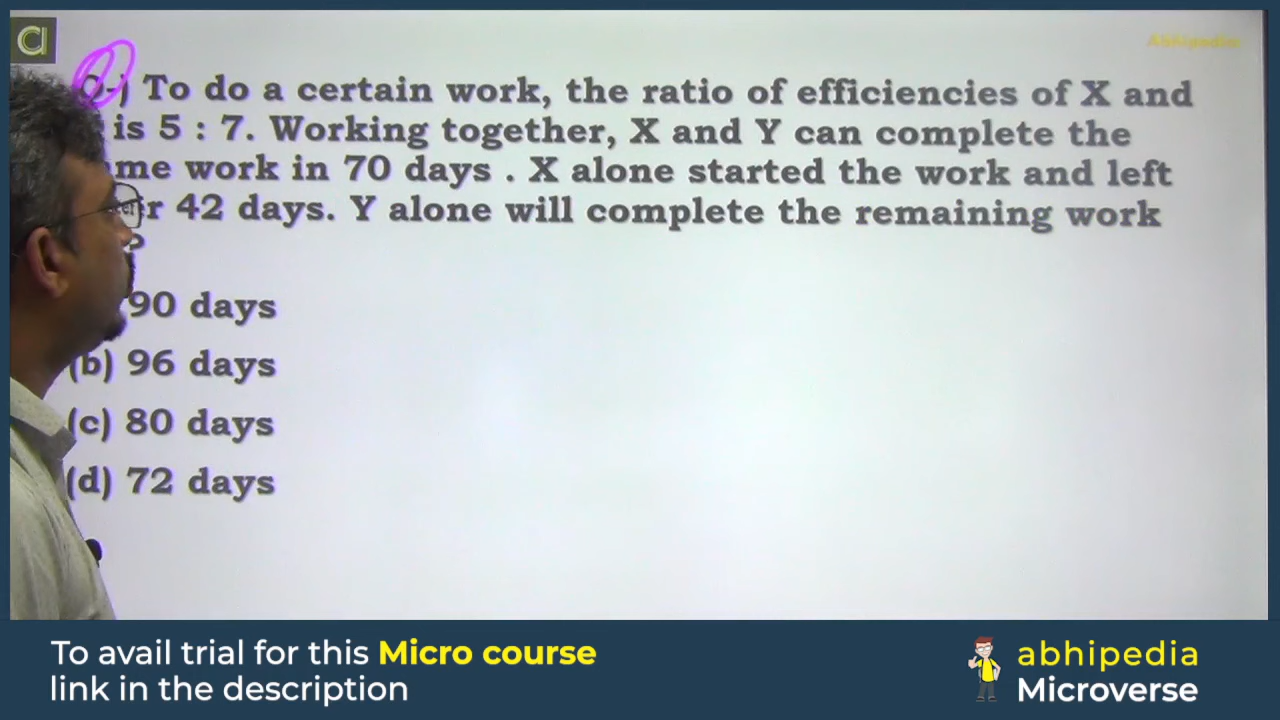 Abhipedia
Q-) To do a certain work, the ratio of efficiencies of X and
is 5 : 7. Working together, X and Y can complete the
me work in 70 days . X alone started the work and left
r 42 days. Y alone will complete the remaining work
?
90 days
(b) 96 days
(c) 80 days
(d) 72 days
To avail trial for this Micro course
link in the description
abhipedia
Microverse